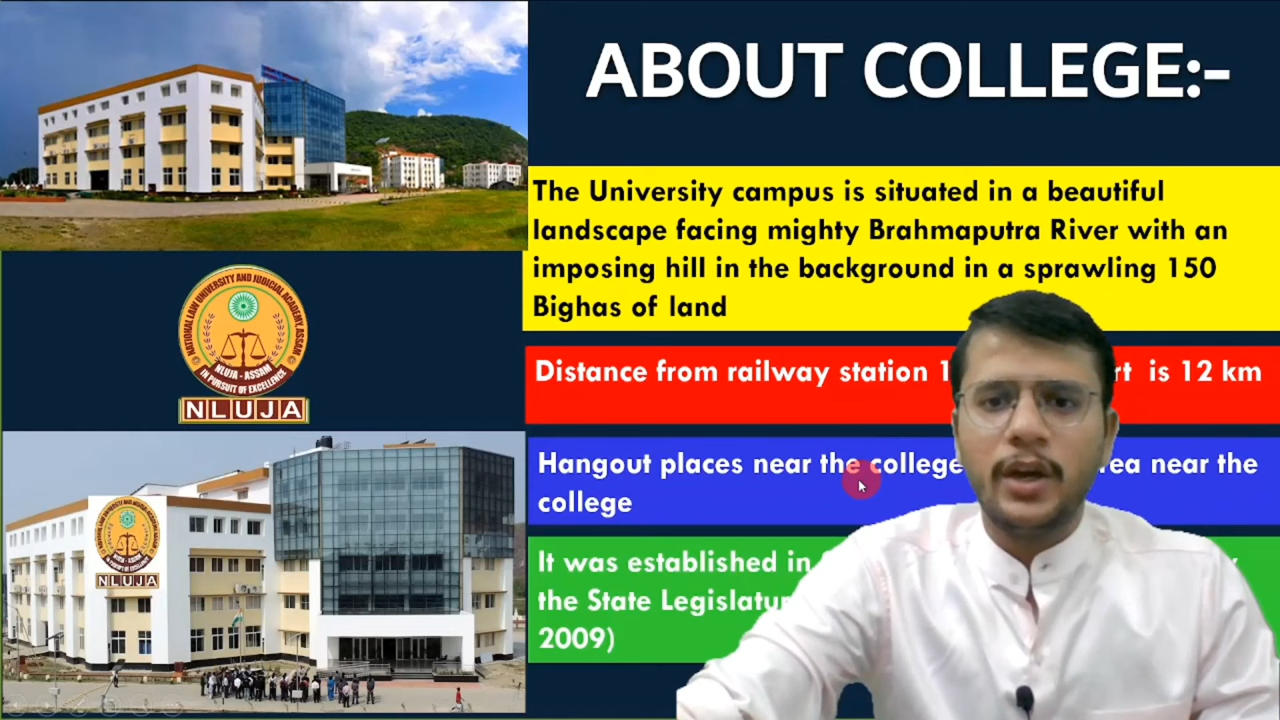 ABOUT COLLEGE:-
The University campus is situated in a beautiful
landscape facing mighty Brahmaputra River with an
imposing hill in the background in a sprawling 150
Bighas of land
Distance from railway station is 12 km
Hangout places near the college near the
college
It was established in
the State
2009)
NATIONAL LAW UNIVERSITY AND JUDICIAL ACADEMY, ASSAM
NLUJA - ASSAM
IN PURSUIT OF EXCELLENCE
NLUJA
NLUJA